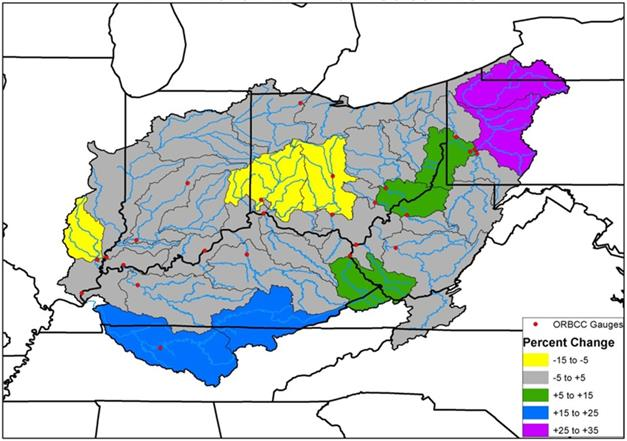 ORBCC Gauges
Percent Change
-15 to -5
-5 to +5
+5 to +15
+15 to +25
+25 to +35